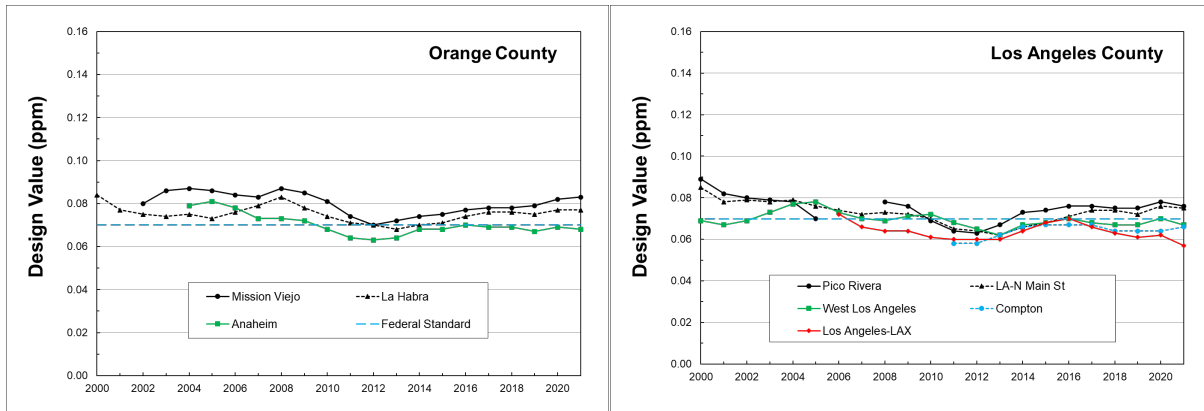 Orange County
Design Value (ppm)
0.16
0.14
0.12
0.10
0.08
0.06
0.04
0.02
0.00
Mission Viejo
La Habra
Anaheim
Federal Standard
2000 2002 2004 2006 2008 2010 2012 2014 2016 2018 2020
Los Angeles County
Design Value (ppm)
0.16
0.14
0.12
0.10
0.08
0.06
0.04
0.02
0.00
Pico Rivera
LA-N Main St
West Los Angeles
Compton
Los Angeles-LAX
2000 2002 2004 2006 2008 2010 2012 2014 2016 2018 2020